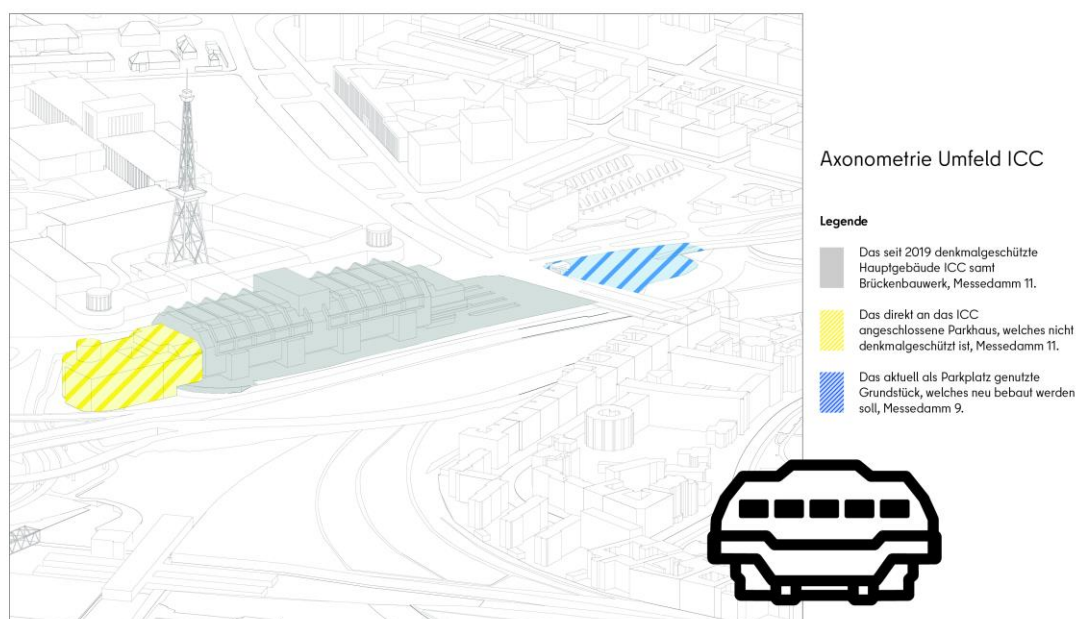 Axonometrie Umfeld ICC
Legende
Das seit 2019 denkmalgeschützte
Hauptgebäude ICC samt
Brückenbauwerk, Messedamm 11.
Das direkt an das ICC
angeschlossene Parkhaus, welches nicht
denkmalgeschützt ist, Messedamm 11.
Das aktuell als Parkplatz genutzte
Grundstück, welches neu bebaut werden
soll, Messedamm 9.